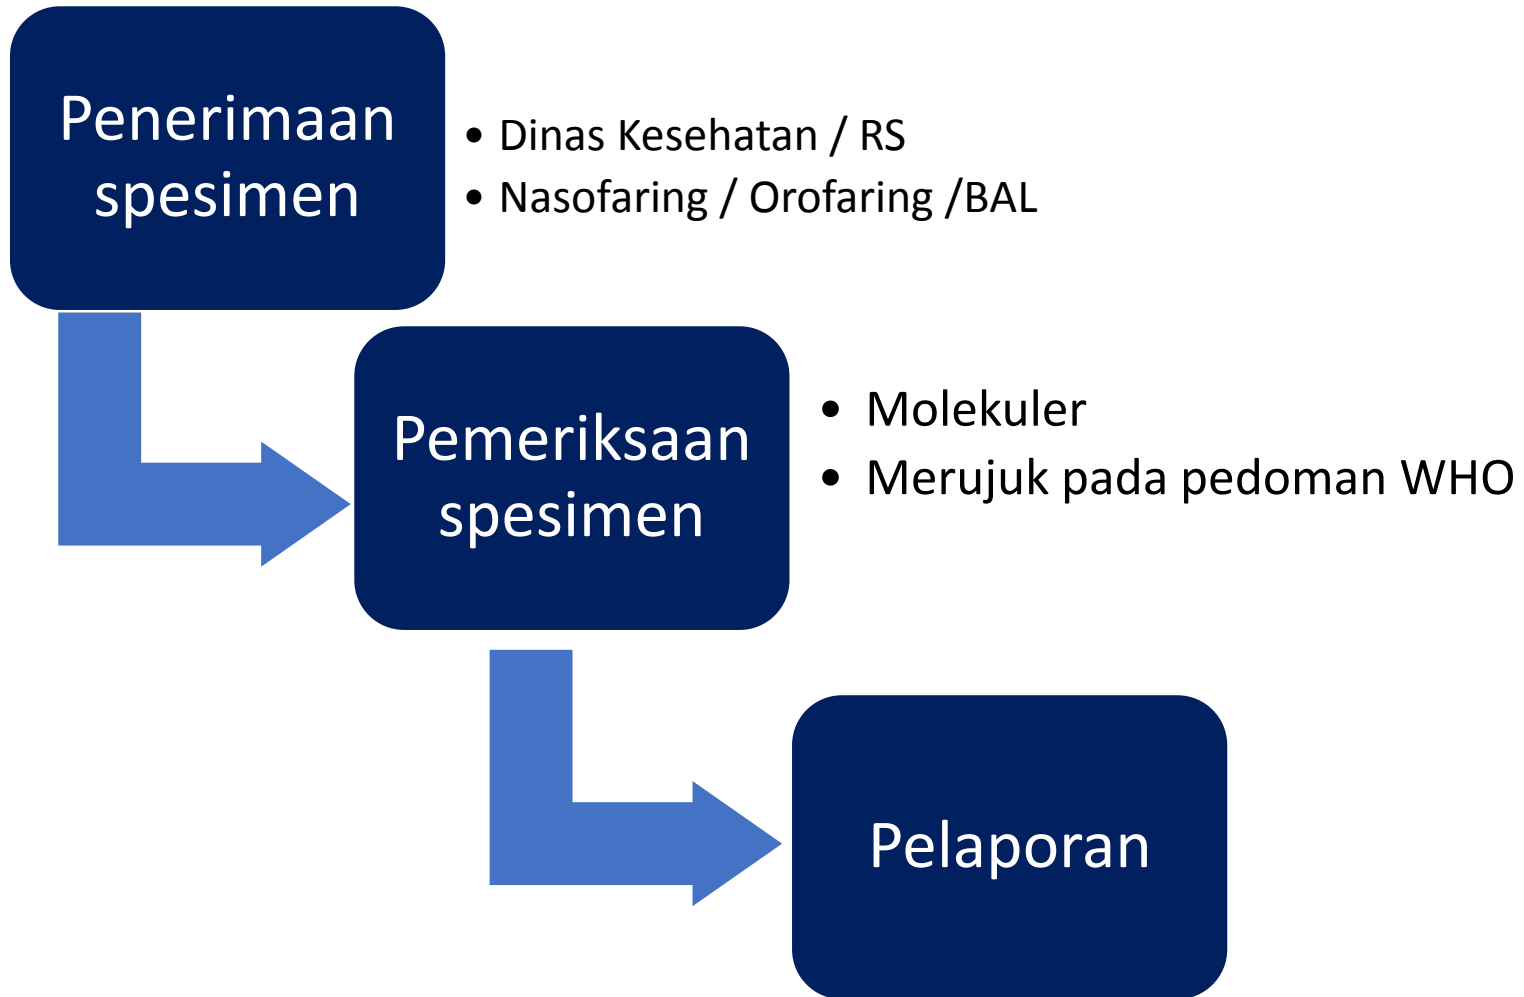 Penerimaan
spesimen
• Dinas Kesehatan / RS
• Nasofaring / Orofaring /BAL
Pemeriksaan
spesimen
• Molekuler
• Merujuk pada pedoman WHO
Pelaporan